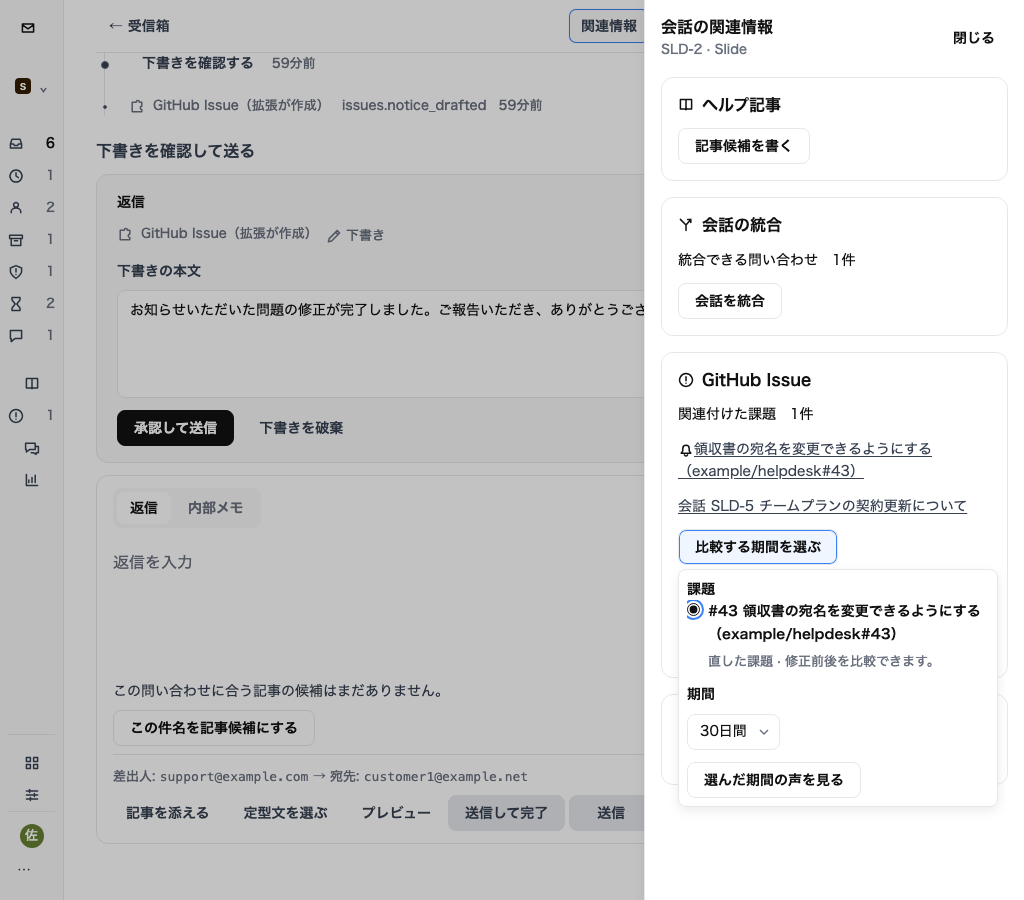 S
6
1
2
1
1
2
1
1
佐
…
← 受信箱
関連情報
下書きを確認する 59分前
GitHub Issue（拡張が作成） issues.notice_drafted 59分前
下書きを確認して送る
返信
GitHub Issue（拡張が作成） 下書き
下書きの本文
お知らせいただいた問題の修正が完了しました。ご報告いただき、ありがとうござ
承認して送信 下書きを破棄
返信 内部メモ
返信を入力
この問い合わせに合う記事の候補はまだありません。
この件名を記事候補にする
差出人: support@example.com → 宛先: customer1@example.net
記事を添える 定型文を選ぶ プレビュー 送信して完了 送信
会話の関連情報
SLD-2 · Slide
閉じる
ヘルプ記事
記事候補を書く
会話の統合
統合できる問い合わせ 1件
会話を統合
GitHub Issue
関連付けた課題 1件
領収書の宛名を変更できるようにする
（example/helpdesk#43）
会話 SLD-5 チームプランの契約更新について
比較する期間を選ぶ
課題
#43 領収書の宛名を変更できるようにする
（example/helpdesk#43）
直した課題 · 修正前後を比較できます。
期間
30日間
選んだ期間の声を見る